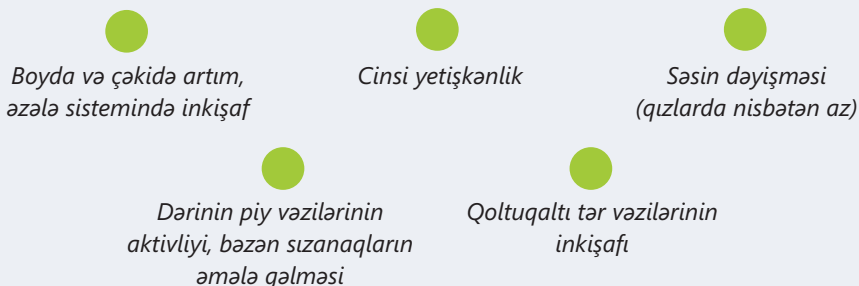 Boyda və çəkidə artım,
əzələ sistemində inkişaf
Cinsi yetişkənlik
Səsin dəyişməsi
(qızlarda nisbətən az)
Dərinin piy vəzilərinin
aktivliyi, bəzən sızanaqların
əmələ gəlməsi
Qoltuqaltı tər vəzilərinin
inkişafı